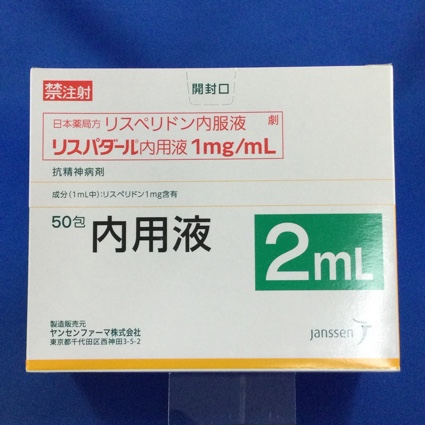 禁注射
開封口
日本薬局方 リスペリドン内服液 劇
リスパダール®内用液 1mg/mL
抗精神病剤
成分(1mL中):リスペリドン1mg含有
50包 内用液 2mL
製造販売元
ヤンセンファーマ株式会社
東京都千代田区西神田3-5-2
janssen